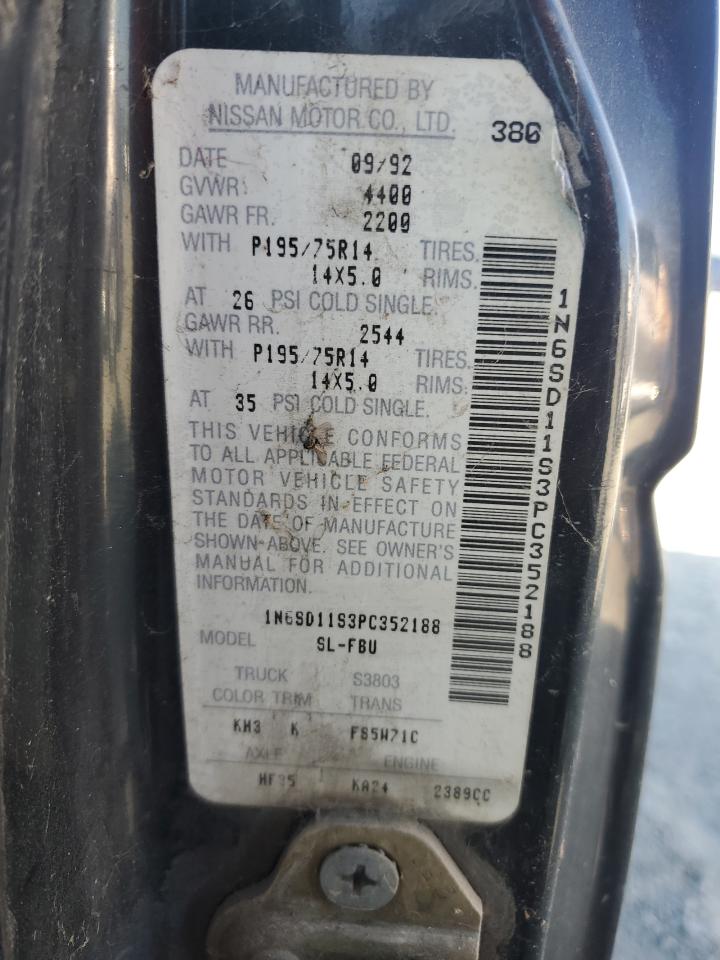 MANUFACTURED BY
NISSAN MOTOR CO., LTD. 386
DATE 09/92
GVWR 4400
GAWR FR. 2200
WITH P195/75R14 TIRES.
14X5.0 RIMS.
AT 26 PSI COLD SINGLE.
GAWR RR. 2544
WITH P195/75R14 TIRES.
14X5.0 RIMS.
AT 35 PSI COLD SINGLE.
THIS VEHICLE CONFORMS
TO ALL APPLICABLE FEDERAL
MOTOR VEHICLE SAFETY
STANDARDS IN EFFECT ON
THE DATE OF MANUFACTURE
SHOWN ABOVE. SEE OWNER'S
MANUAL FOR ADDITIONAL
INFORMATION.
1N6SD11S3PC352188
MODEL SL-FBU
TRUCK S3803
COLOR TRIM TRANS
KH3 K FS5W71C
AXLE ENGINE
HF35 KA24 2389CC
1N6SD11S3PC352188